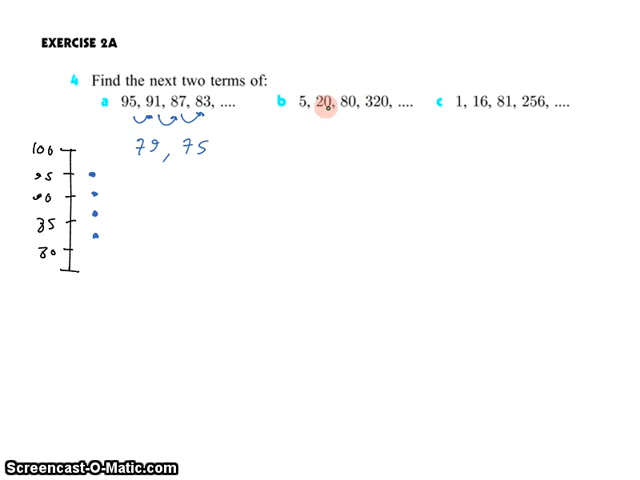 EXERCISE 2A
4 Find the next two terms of:
a 95, 91, 87, 83, .... b 5, 20, 80, 320, .... c 1, 16, 81, 256, ....
79, 75
100
95
90
85
80
Screencast-O-Matic.com